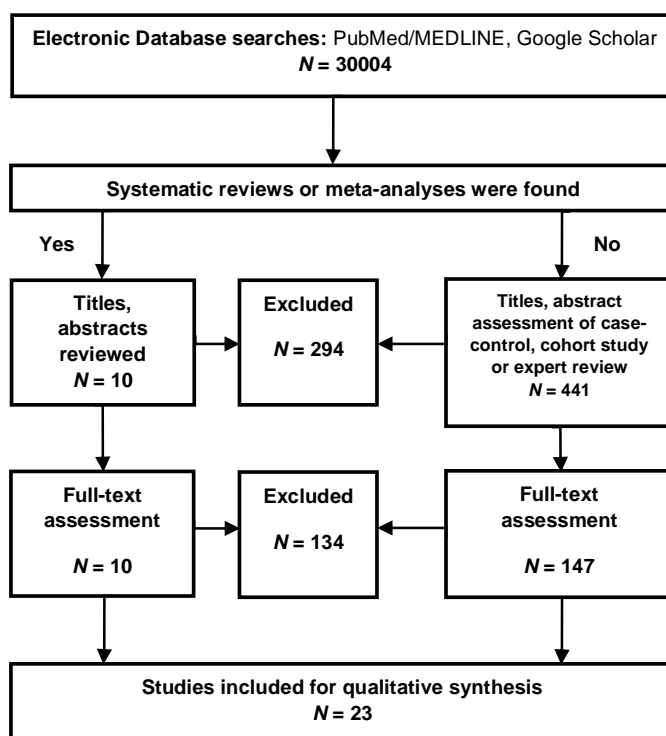 Electronic Database searches: PubMed/MEDLINE, Google Scholar
N = 30004
Systematic reviews or meta-analyses were found
Yes
No
Titles,
abstracts
reviewed
N = 10
Excluded
N = 294
Titles, abstract
assessment of case-
control, cohort study
or expert review
N = 441
Full-text
assessment
N = 10
Excluded
N = 134
Full-text
assessment
N = 147
Studies included for qualitative synthesis
N = 23